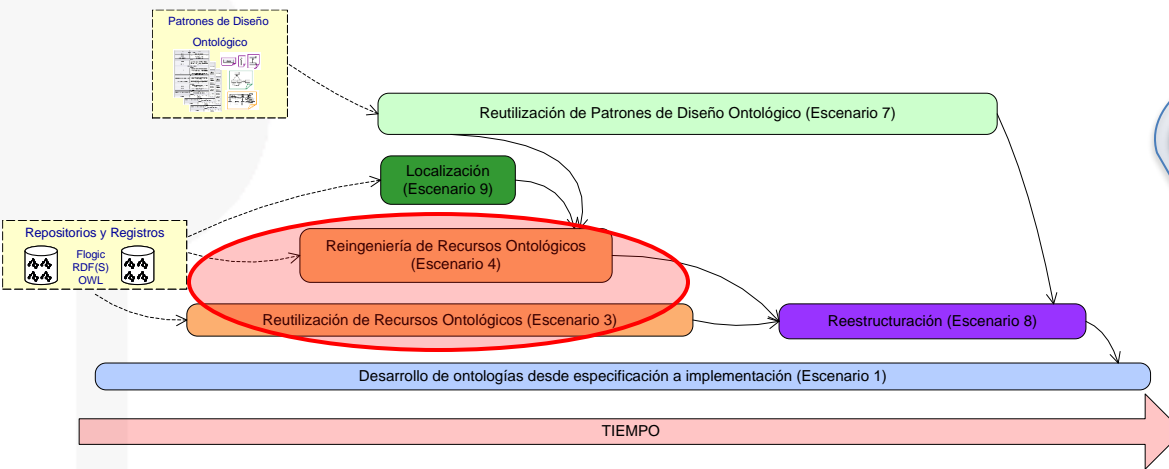 Patrones de Diseño
Ontológico
Reutilización de Patrones de Diseño Ontológico (Escenario 7)
Localización
(Escenario 9)
Repositorios y Registros
Flogic
RDF(S)
OWL
Reingeniería de Recursos Ontológicos
(Escenario 4)
Reutilización de Recursos Ontológicos (Escenario 3)
Reestructuración (Escenario 8)
Desarrollo de ontologías desde especificación a implementación (Escenario 1)
TIEMPO